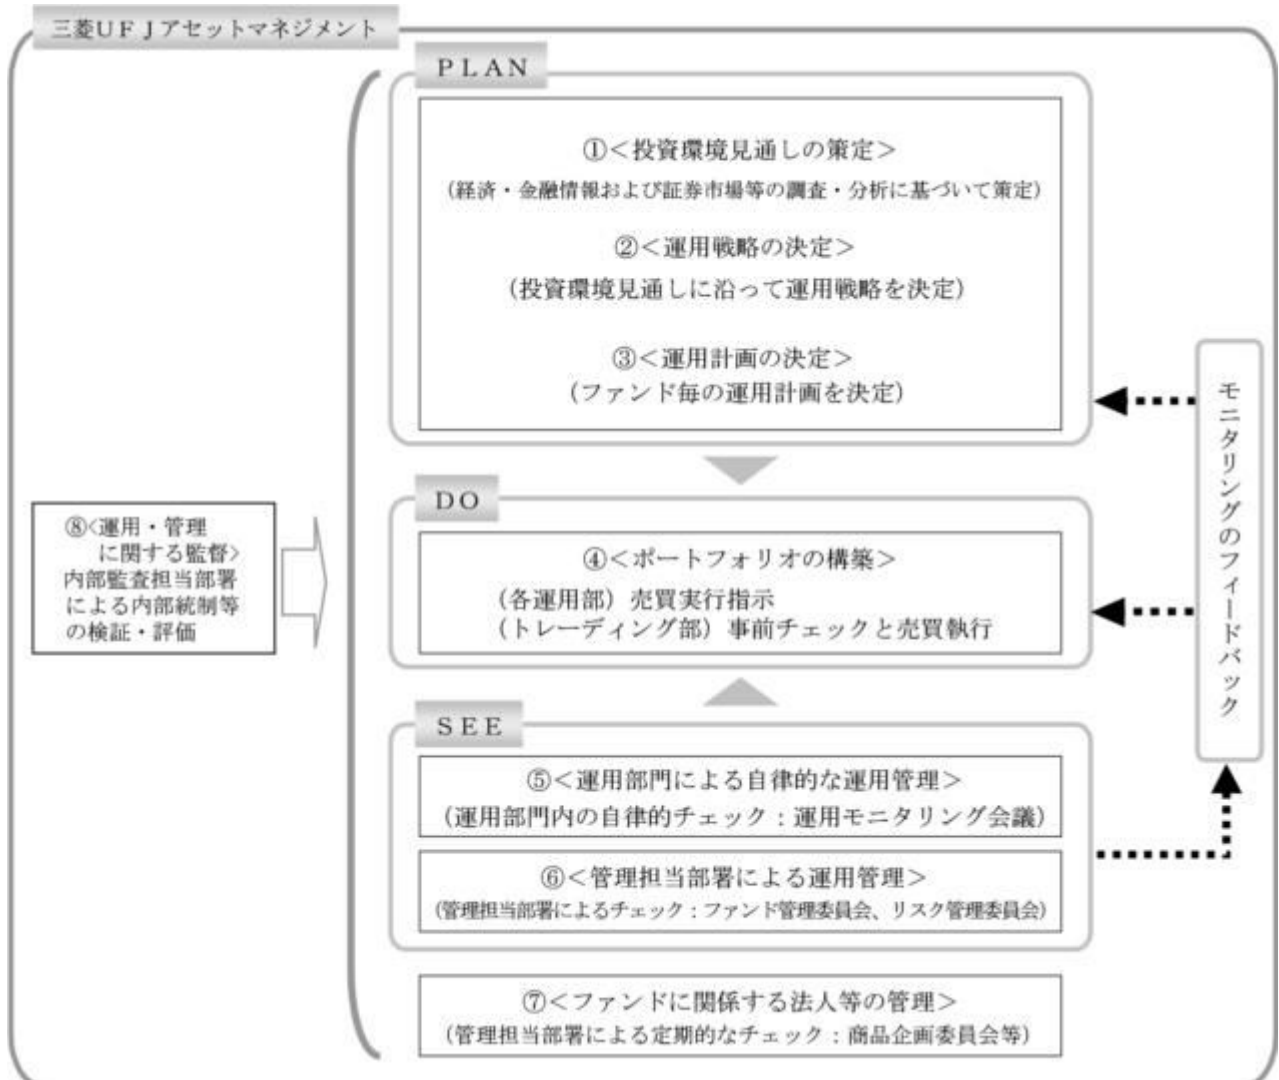 三菱UFJアセットマネジメント
PLAN
①<投資環境見通しの策定>
(経済・金融情報および証券市場等の調査・分析に基づいて策定)
②<運用戦略の決定>
(投資環境見通しに沿って運用戦略を決定)
③<運用計画の決定>
(ファンド毎の運用計画を決定)
DO
④<ポートフォリオの構築>
(各運用部)売買実行指示
(トレーディング部)事前チェックと売買執行
SEE
⑤<運用部門による自律的な運用管理>
(運用部門内の自律的チェック:運用モニタリング会議)
⑥<管理担当部署による運用管理>
(管理担当部署によるチェック:ファンド管理委員会、リスク管理委員会)
⑦<ファンドに関係する法人等の管理>
(管理担当部署による定期的なチェック:商品企画委員会等)
⑧<運用・管理
に関する監督>
内部監査担当部署
による内部統制等
の検証・評価
モニタリングのフィードバック